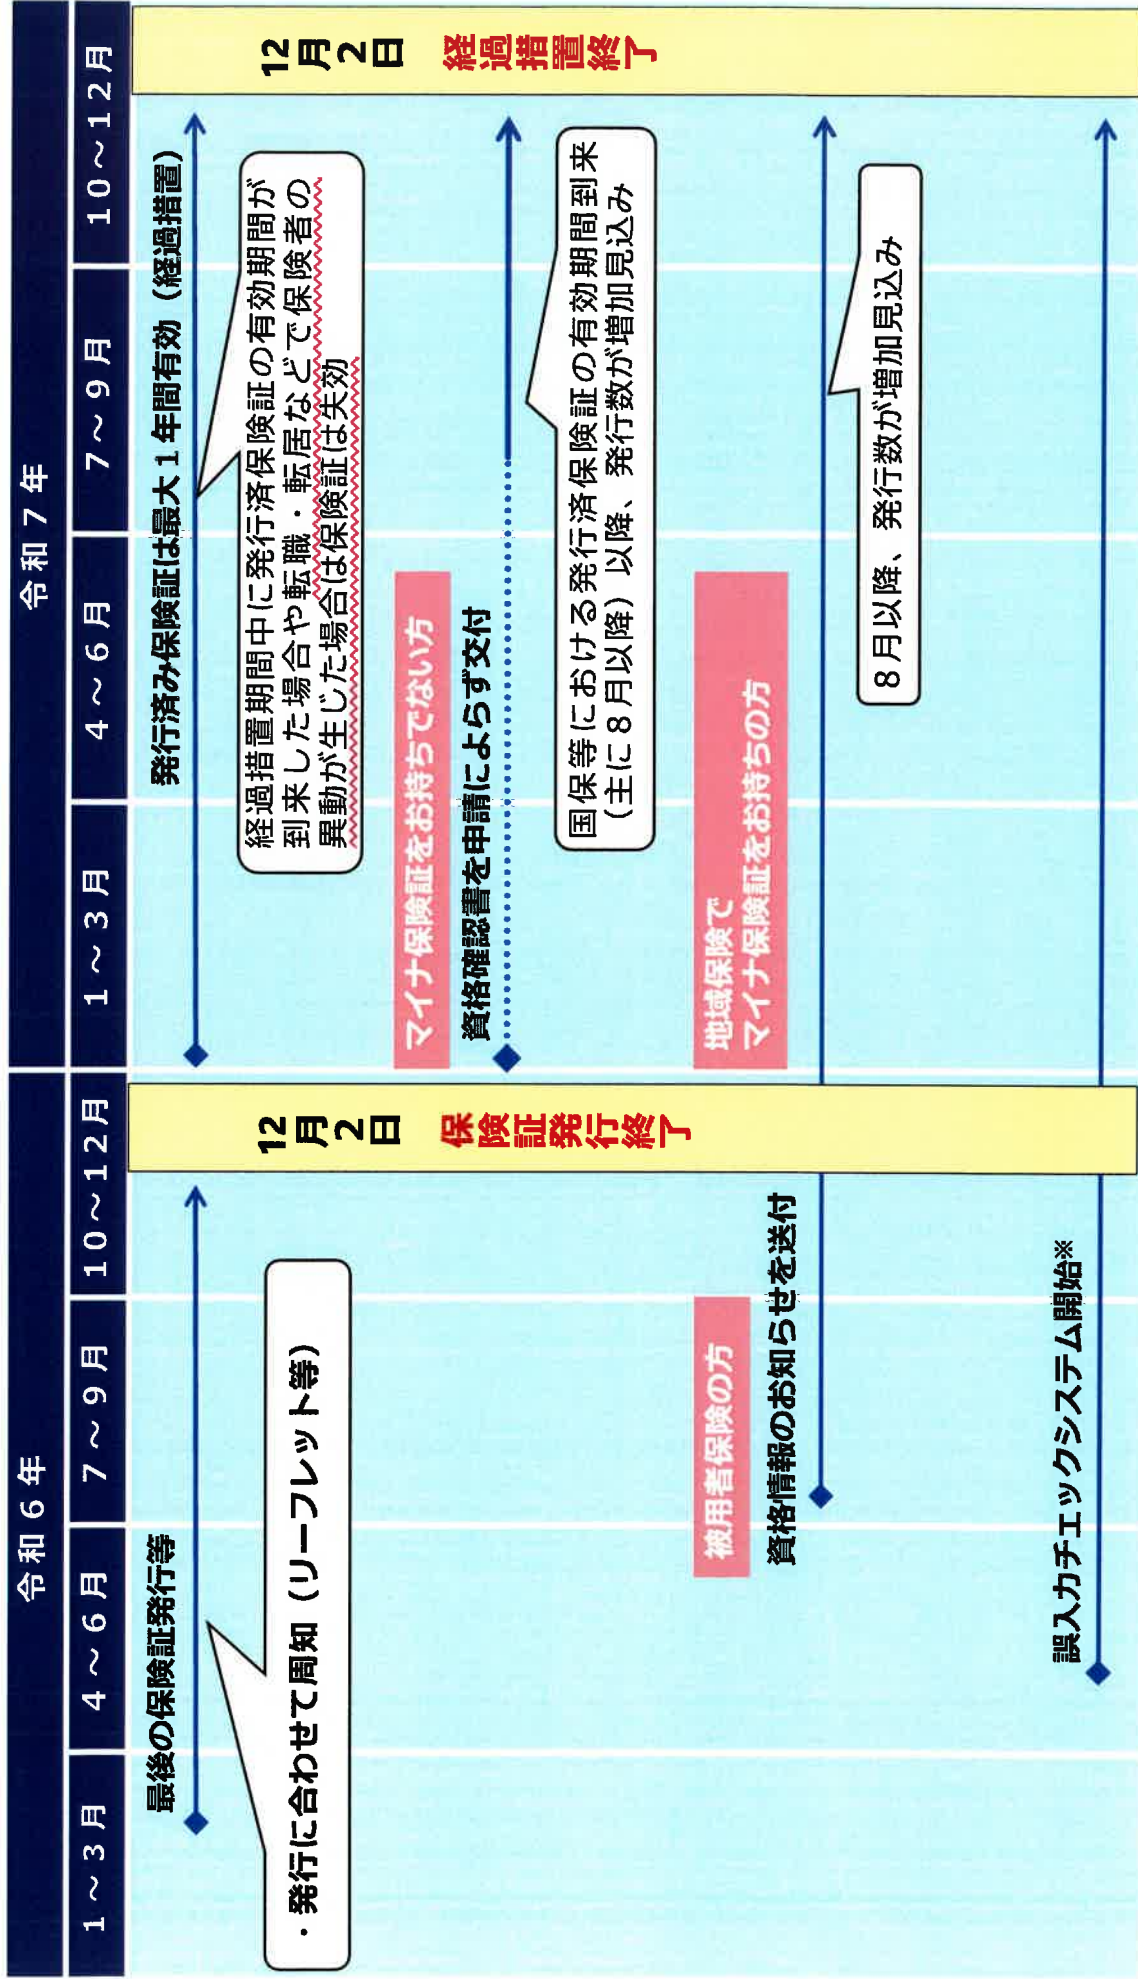 令和６年
令和７年
１～３月
４～６月
７～９月
１０～１２月
１～３月
４～６月
７～９月
１０～１２月
最後の保険証発行等
・発行に合わせて周知（リーフレット等）
被用者保険の方
資格情報のお知らせを送付
誤入力チェックシステム開始※
12月2日
保険証発行終了
発行済み保険証は最大１年間有効（経過措置）
経過措置期間中に発行済保険証の有効期間が
到来した場合や転職・転居などで保険者の
異動が生じた場合は保険証は失効
マイナ保険証をお持ちでない方
資格確認書を申請によらず交付
国保等における発行済保険証の有効期間到来
（主に８月以降）以降、発行数が増加見込み
地域保険で
マイナ保険証をお持ちの方
８月以降、発行数が増加見込み
12月2日
経過措置終了